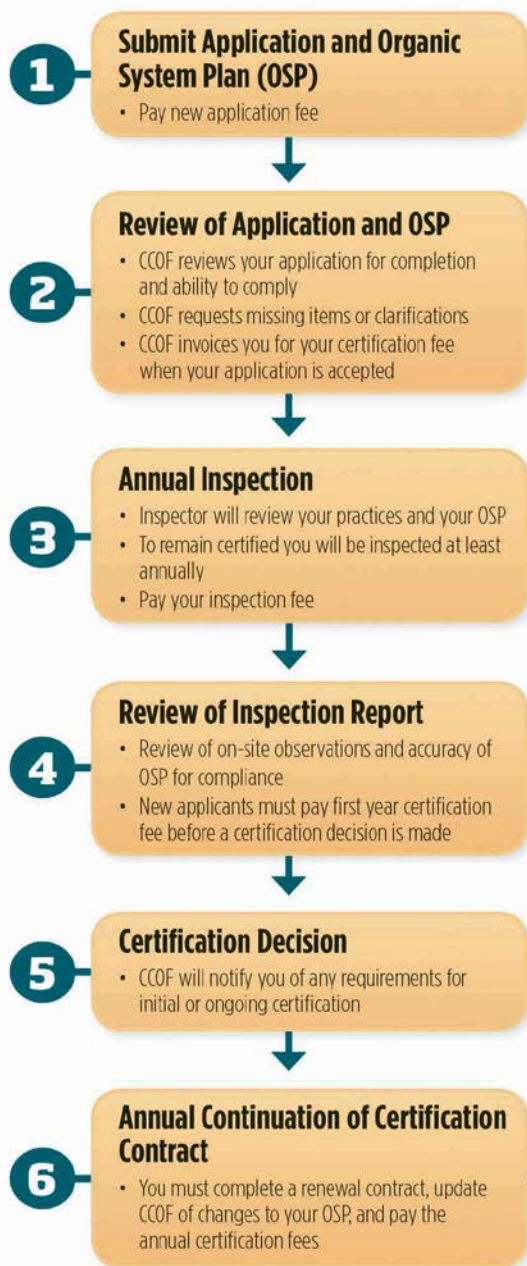 1
Submit Application and Organic
System Plan (OSP)
• Pay new application fee
2
Review of Application and OSP
• CCOF reviews your application for completion
and ability to comply
• CCOF requests missing items or clarifications
• CCOF invoices you for your certification fee
when your application is accepted
3
Annual Inspection
• Inspector will review your practices and your OSP
• To remain certified you will be inspected at least
annually
• Pay your inspection fee
4
Review of Inspection Report
• Review of on-site observations and accuracy of
OSP for compliance
• New applicants must pay first year certification
fee before a certification decision is made
5
Certification Decision
• CCOF will notify you of any requirements for
initial or ongoing certification
6
Annual Continuation of Certification
Contract
• You must complete a renewal contract, update
CCOF of changes to your OSP, and pay the
annual certification fees